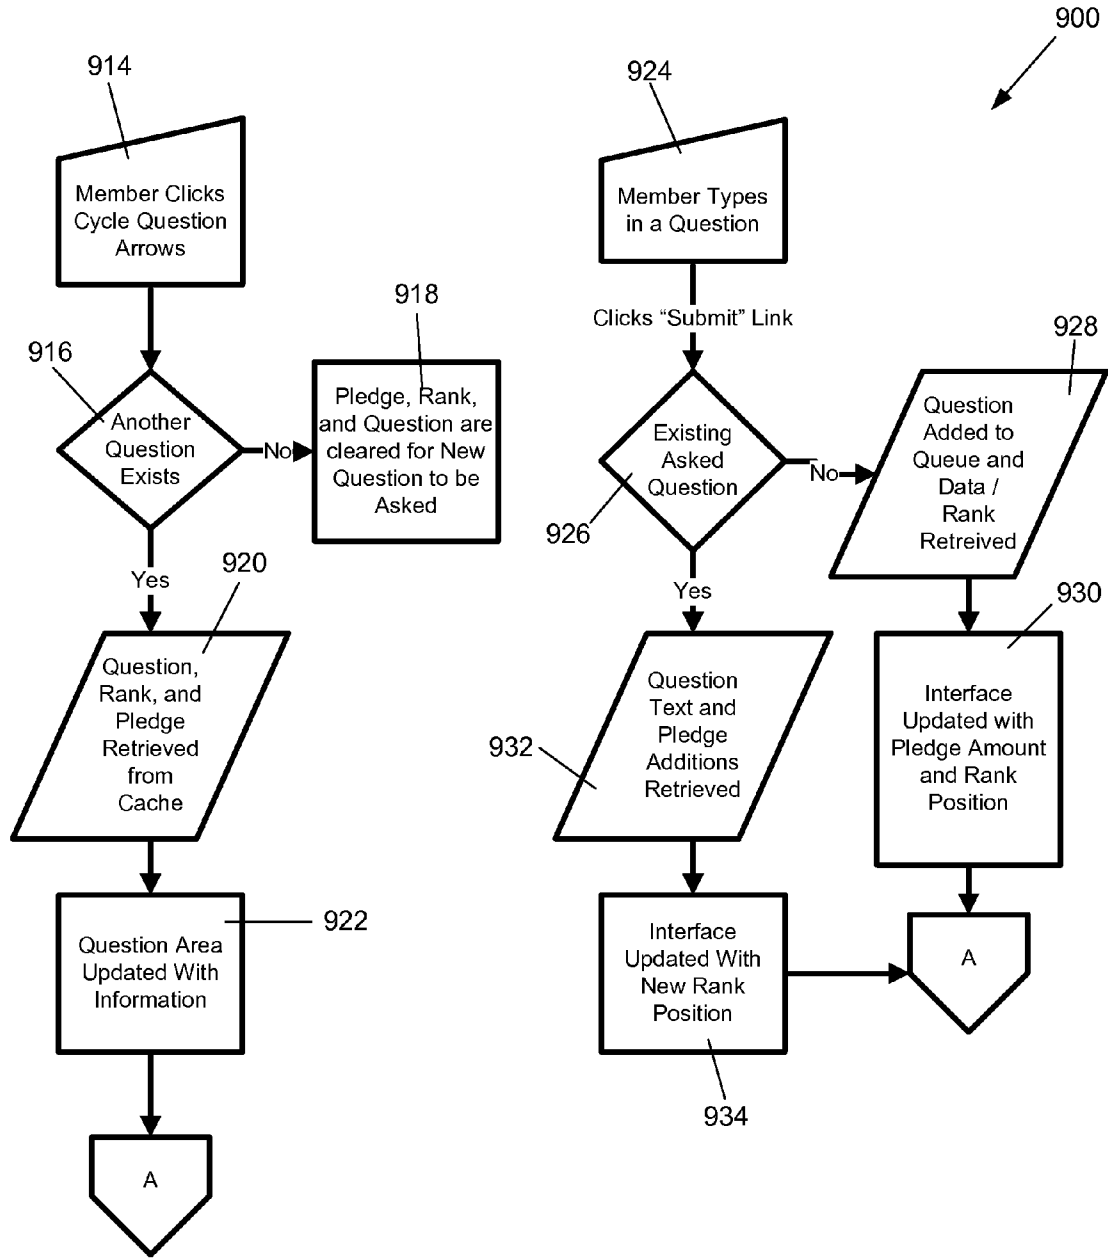 900
914
Member Clicks
Cycle Question
Arrows
916
Another
Question
Exists
No
918
Pledge, Rank,
and Question are
cleared for New
Question to be
Asked
Yes
920
Question,
Rank, and
Pledge
Retrieved
from
Cache
922
Question Area
Updated With
Information
A
924
Member Types
in a Question
Clicks “Submit” Link
926
Existing
Asked
Question
No
928
Question
Added to
Queue and
Data /
Rank
Retreived
930
Interface
Updated with
Pledge Amount
and Rank
Position
Yes
932
Question
Text and
Pledge
Additions
Retrieved
Interface
Updated With
New Rank
Position
934
A